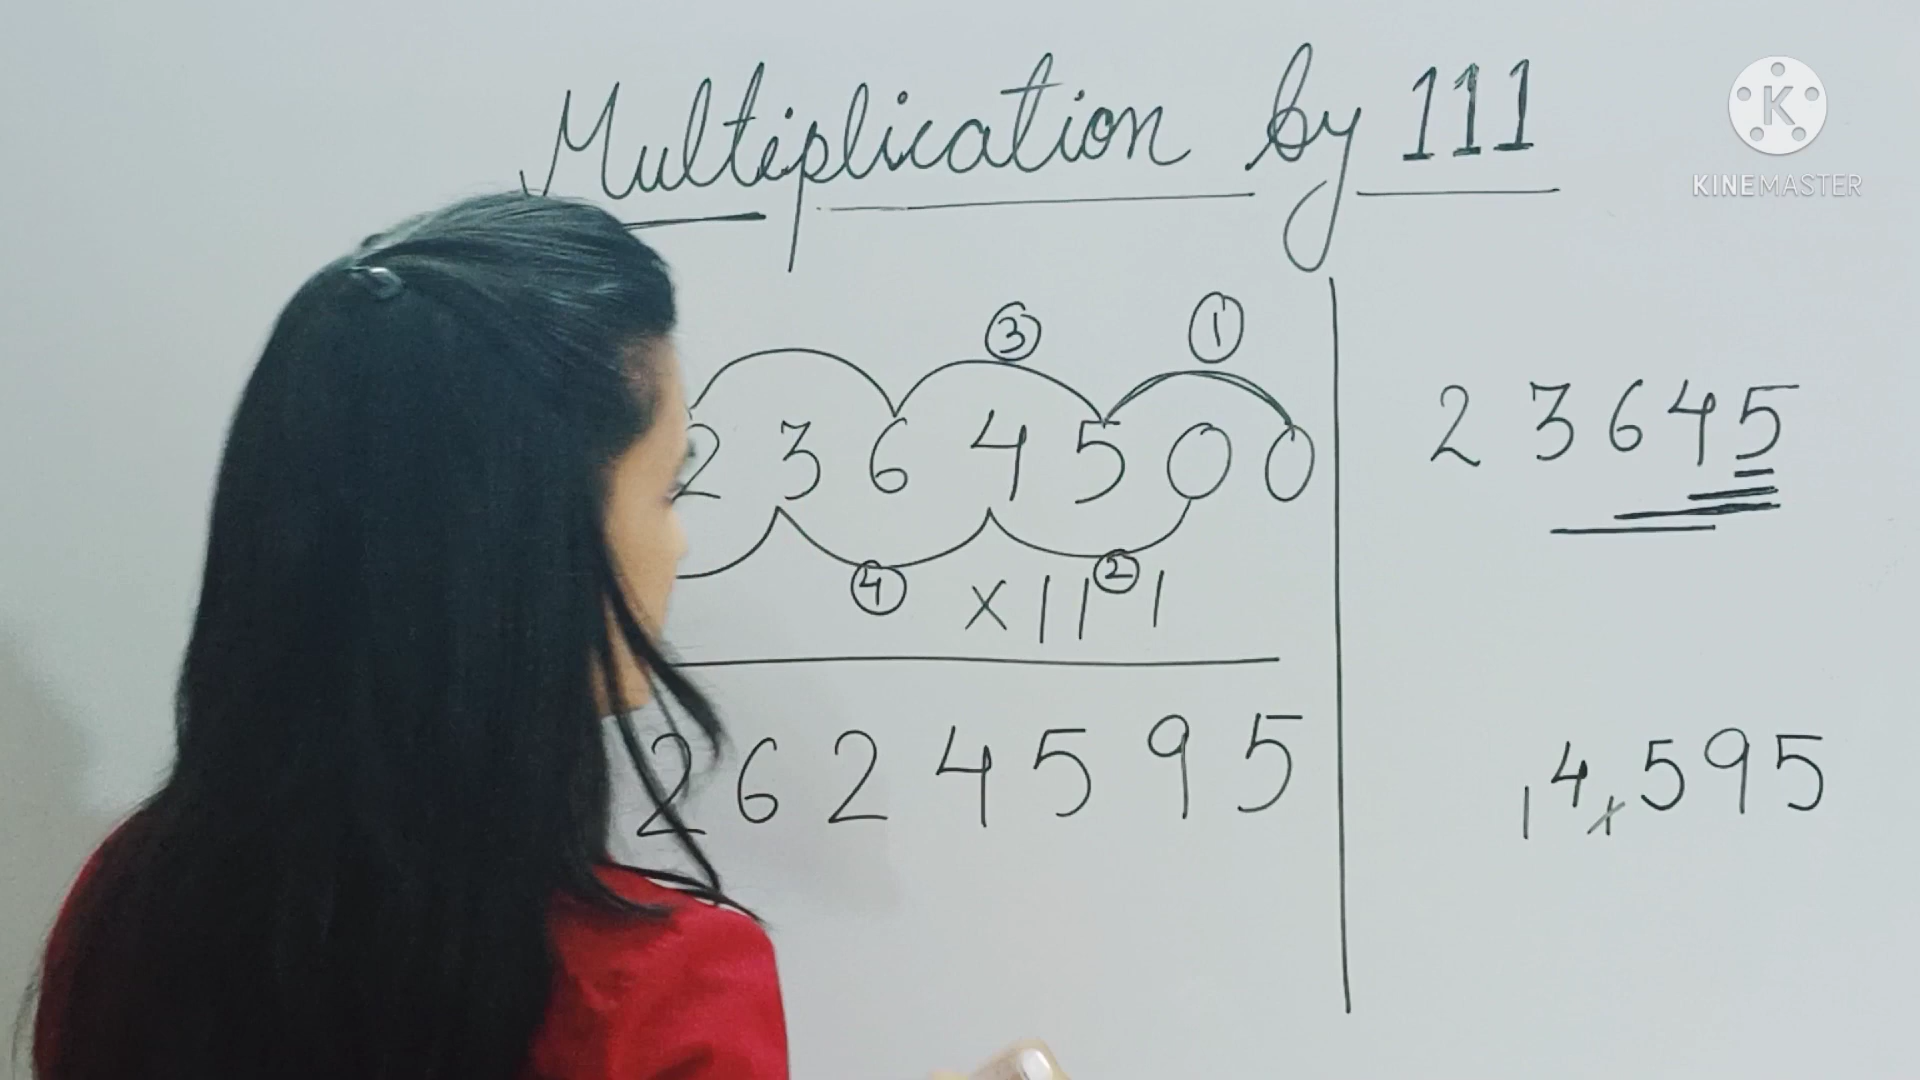 Multiplication by 111
KINEMASTER
3 1
2 3 6 4 5 0 0
4 2
× 1 1 1
2 6 2 4 5 9 5
2 3 6 4 5
1 4 1 5 9 5